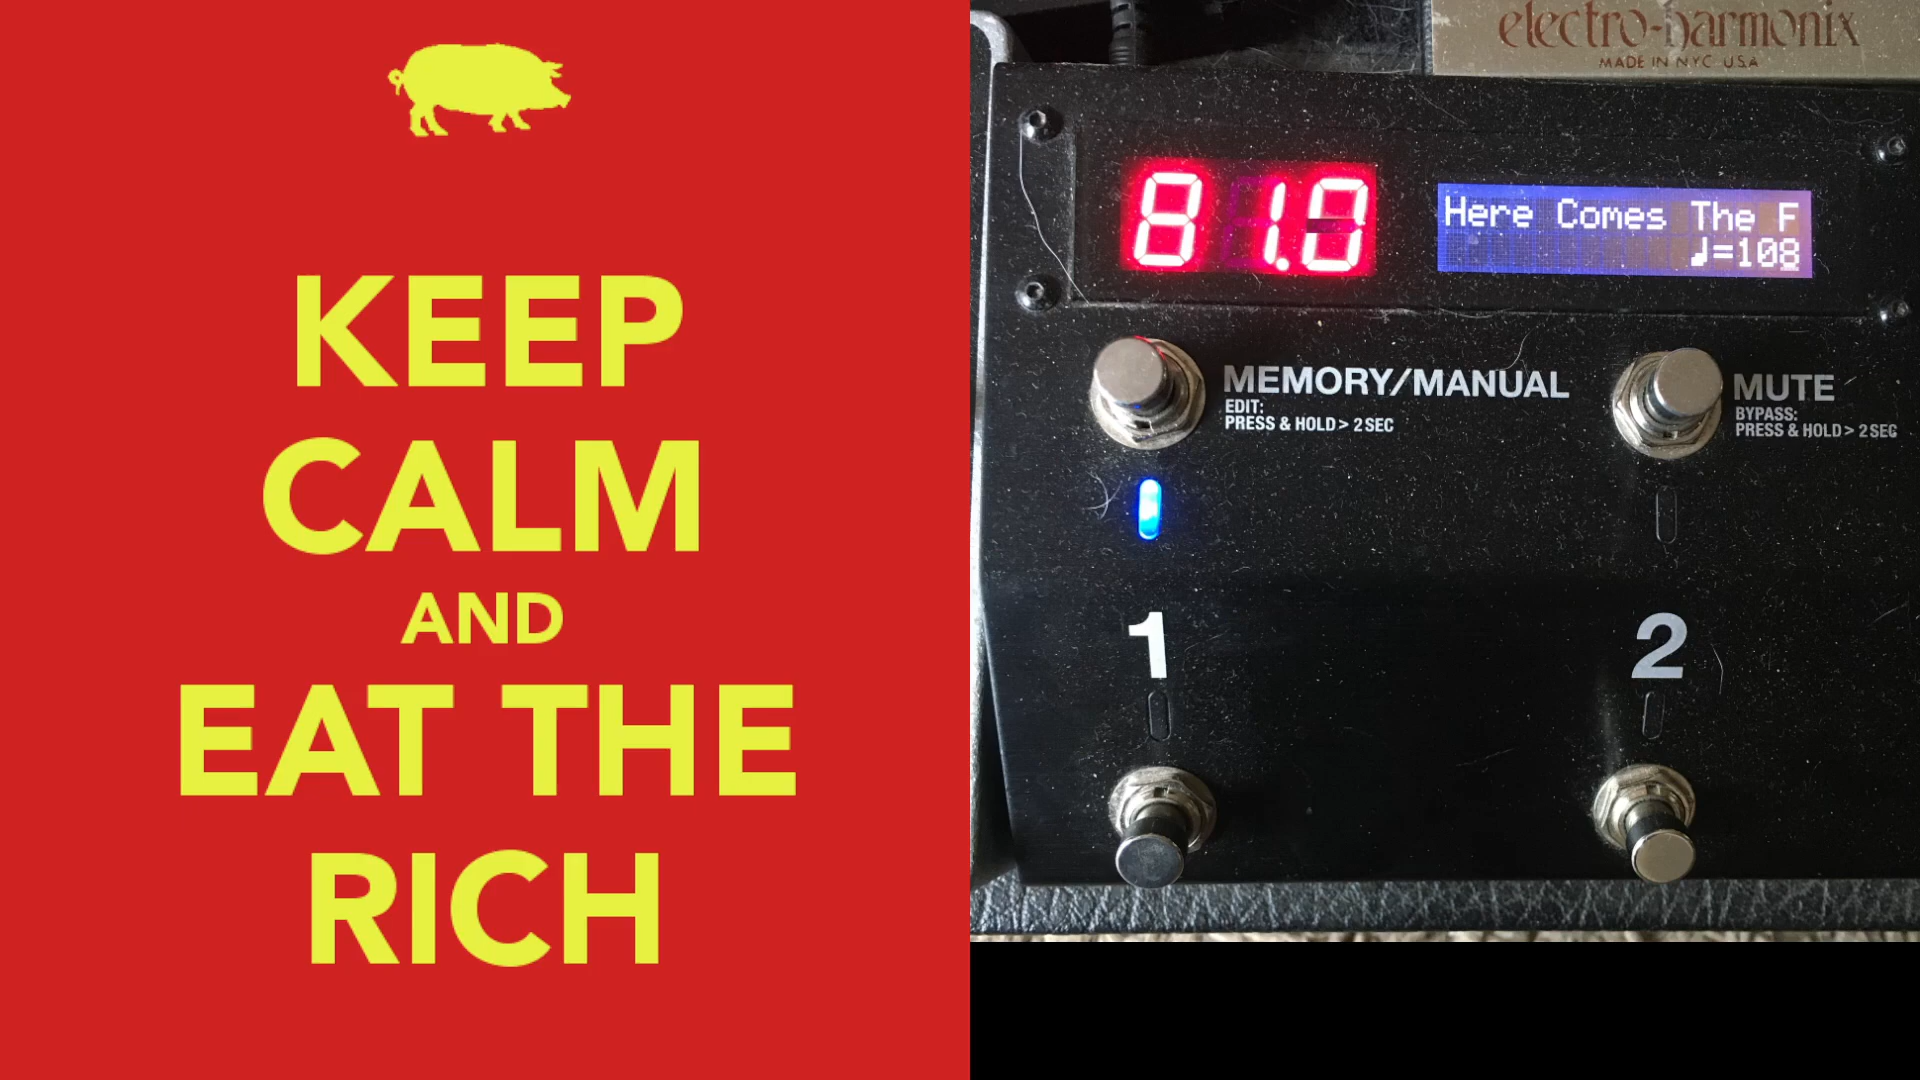 KEEP
CALM
AND
EAT THE
RICH
electro-harmonix
MADE IN NYC USA
81.0
Here Comes The F
♩=108
MEMORY/MANUAL
EDIT:
PRESS & HOLD > 2 SEC
MUTE
BYPASS:
PRESS & HOLD > 2 SEC
1
2